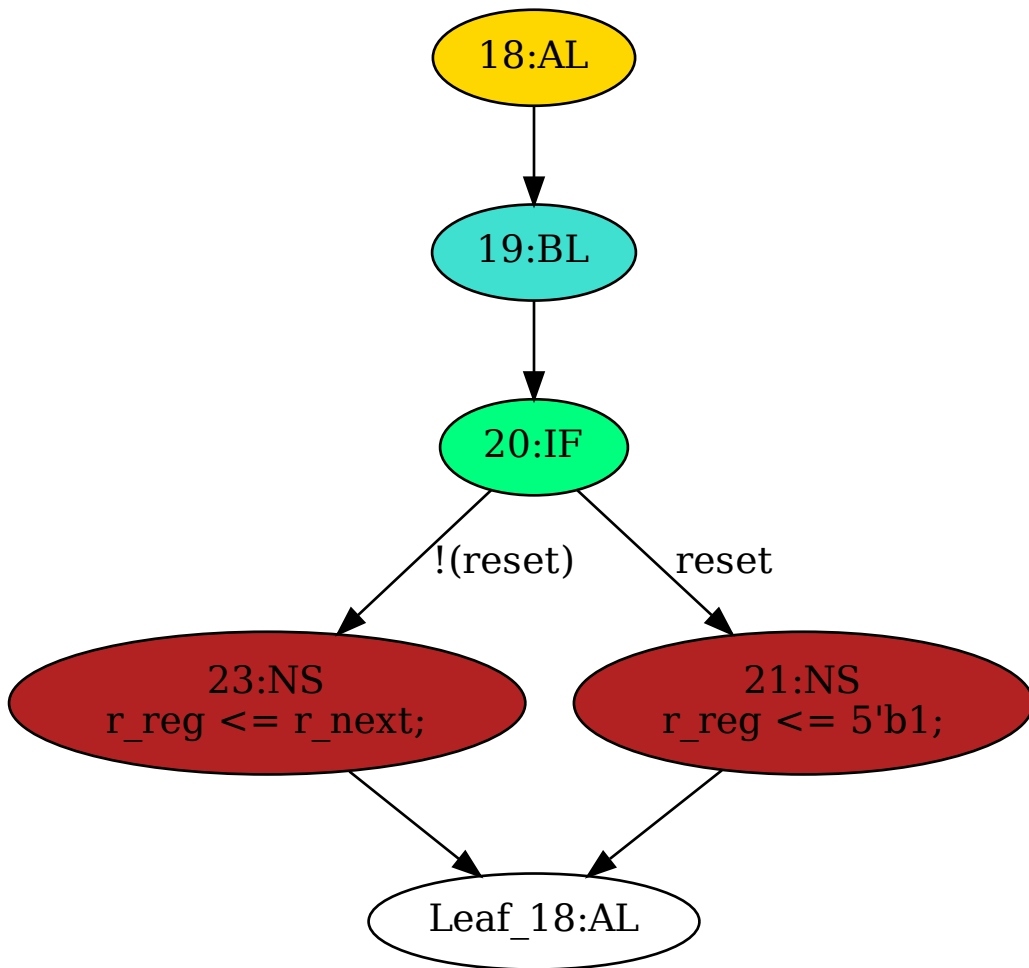 18:AL
19:BL
20:IF
!(reset)
reset
23:NS
r_reg <= r_next;
21:NS
r_reg <= 5'b1;
Leaf_18:AL